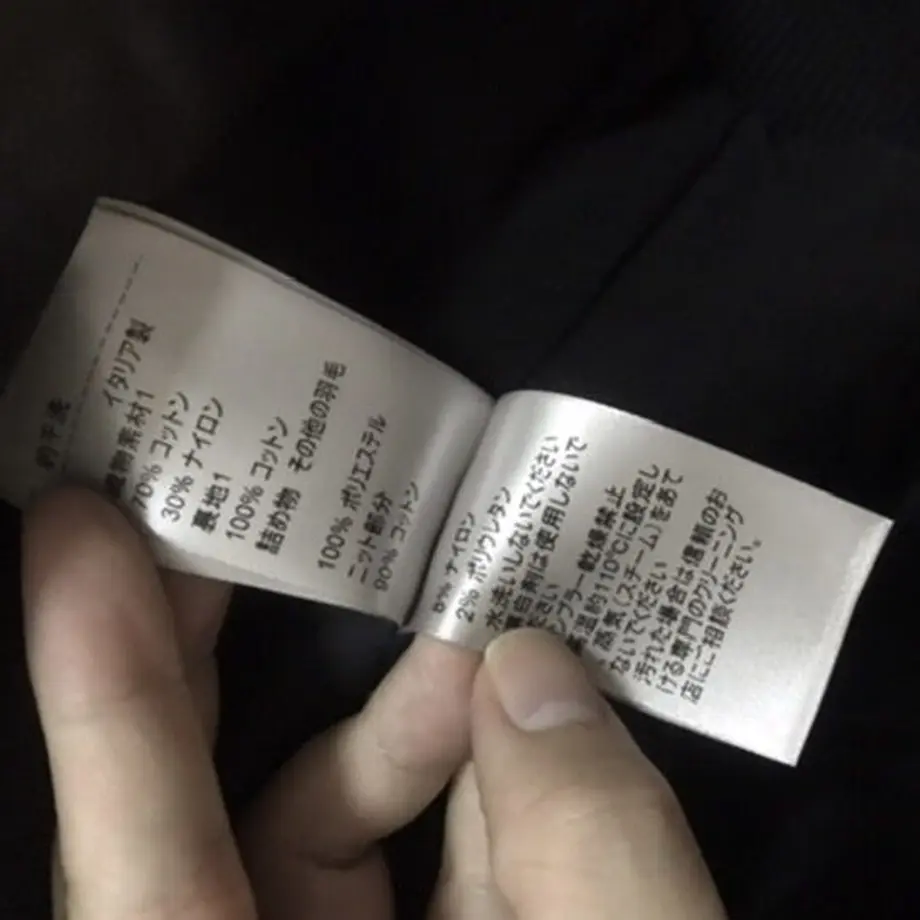 イタリア製
織物素材1
70% コットン
30% ナイロン
裏地1
100% コットン
詰め物 その他の羽毛
100% ポリエステル
ニット部分
90% コットン
8% ナイロン
2% ポリウレタン
水洗いしないでください
漂白剤は使用しないで
ください
タンブラー乾燥禁止
底温約110℃に設定し
蒸気(スチーム)をあて
ないでください
汚れた場合は信頼のお
ける専門のクリーニング
店にご相談ください。